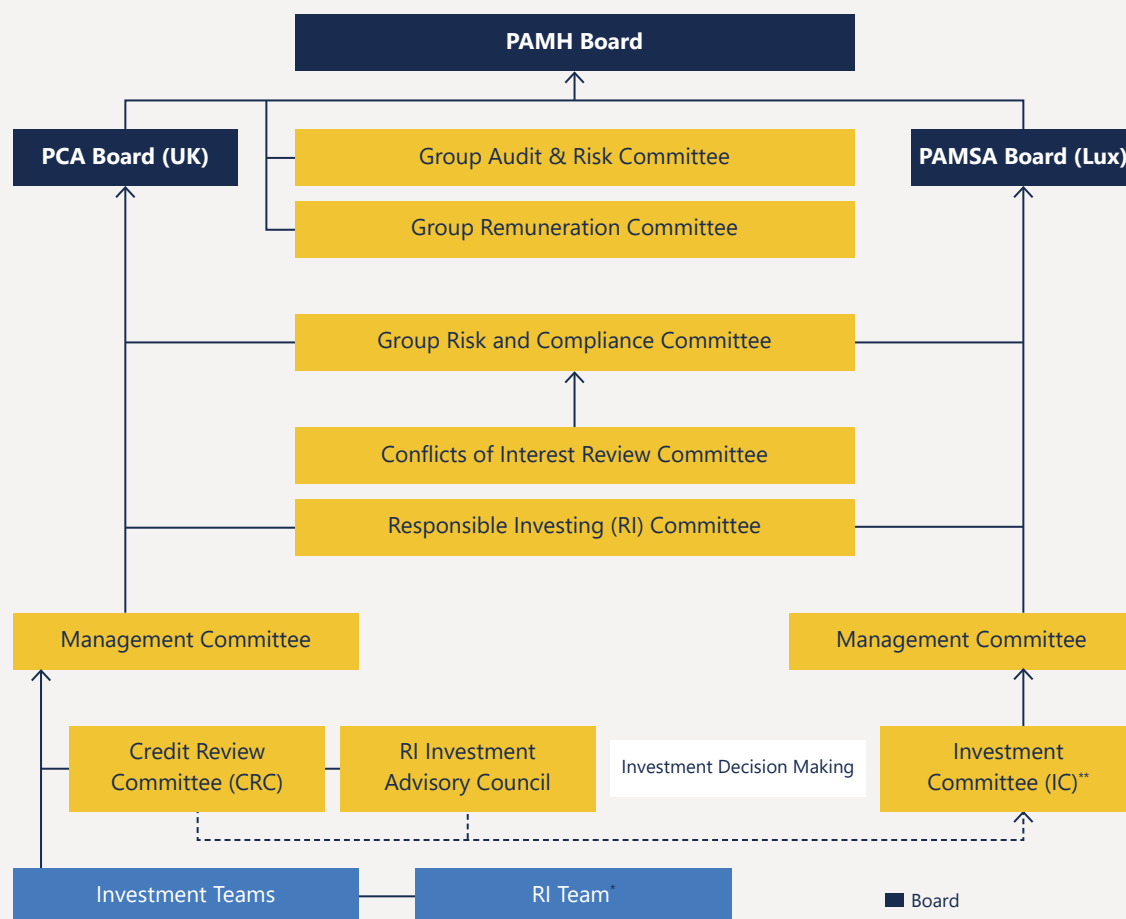 PAMH Board
PCA Board (UK)
Group Audit & Risk Committee
PAMSA Board (Lux)
Group Remuneration Committee
Group Risk and Compliance Committee
Conflicts of Interest Review Committee
Responsible Investing (RI) Committee
Management Committee
Management Committee
Credit Review
Committee (CRC)
RI Investment
Advisory Council
Investment Decision Making
Investment
Committee (IC)**
Investment Teams
RI Team*
Board